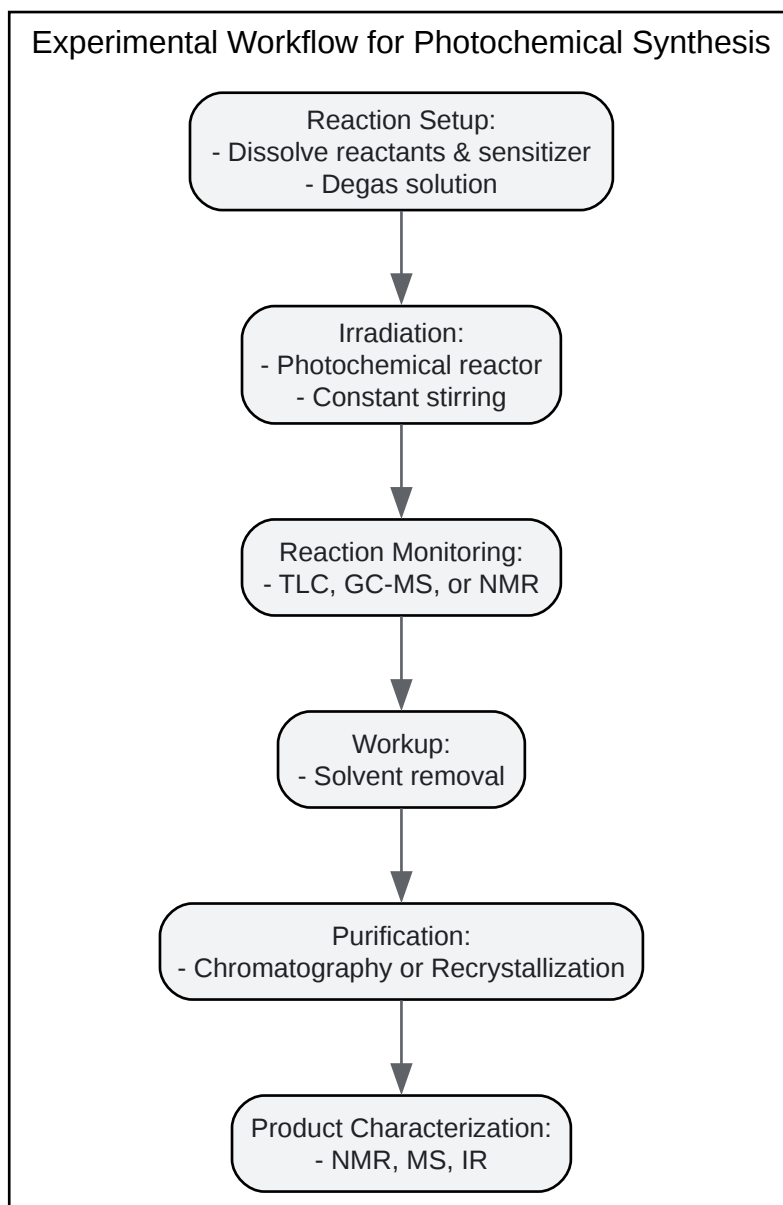 Experimental Workflow for Photochemical Synthesis
Reaction Setup:
- Dissolve reactants & sensitizer
- Degas solution
Irradiation:
- Photochemical reactor
- Constant stirring
Reaction Monitoring:
- TLC, GC-MS, or NMR
Workup:
- Solvent removal
Purification:
- Chromatography or Recrystallization
Product Characterization:
- NMR, MS, IR